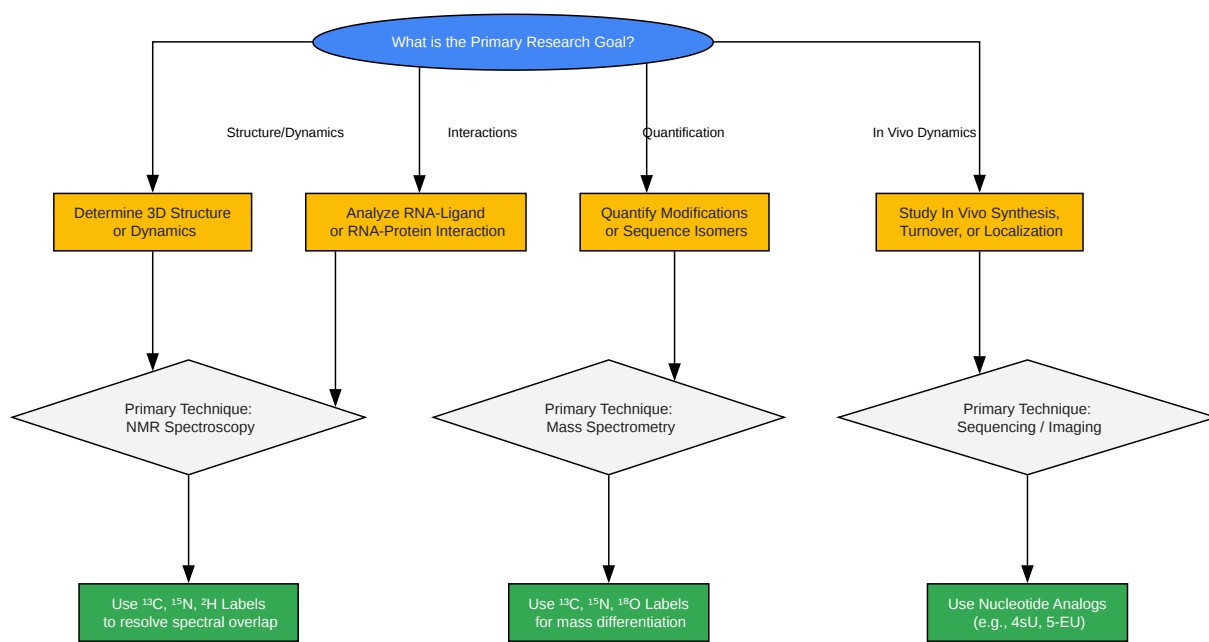 What is the Primary Research Goal?
Structure/Dynamics
Interactions
Quantification
In Vivo Dynamics
Determine 3D Structure
or Dynamics
Analyze RNA-Ligand
or RNA-Protein Interaction
Quantify Modifications
or Sequence Isomers
Study In Vivo Synthesis,
Turnover, or Localization
Primary Technique:
NMR Spectroscopy
Primary Technique:
Mass Spectrometry
Primary Technique:
Sequencing / Imaging
Use ¹³C, ¹⁵N, ²H Labels
to resolve spectral overlap
Use ¹³C, ¹⁵N, ¹⁸O Labels
for mass differentiation
Use Nucleotide Analogs
(e.g., 4sU, 5-EU)